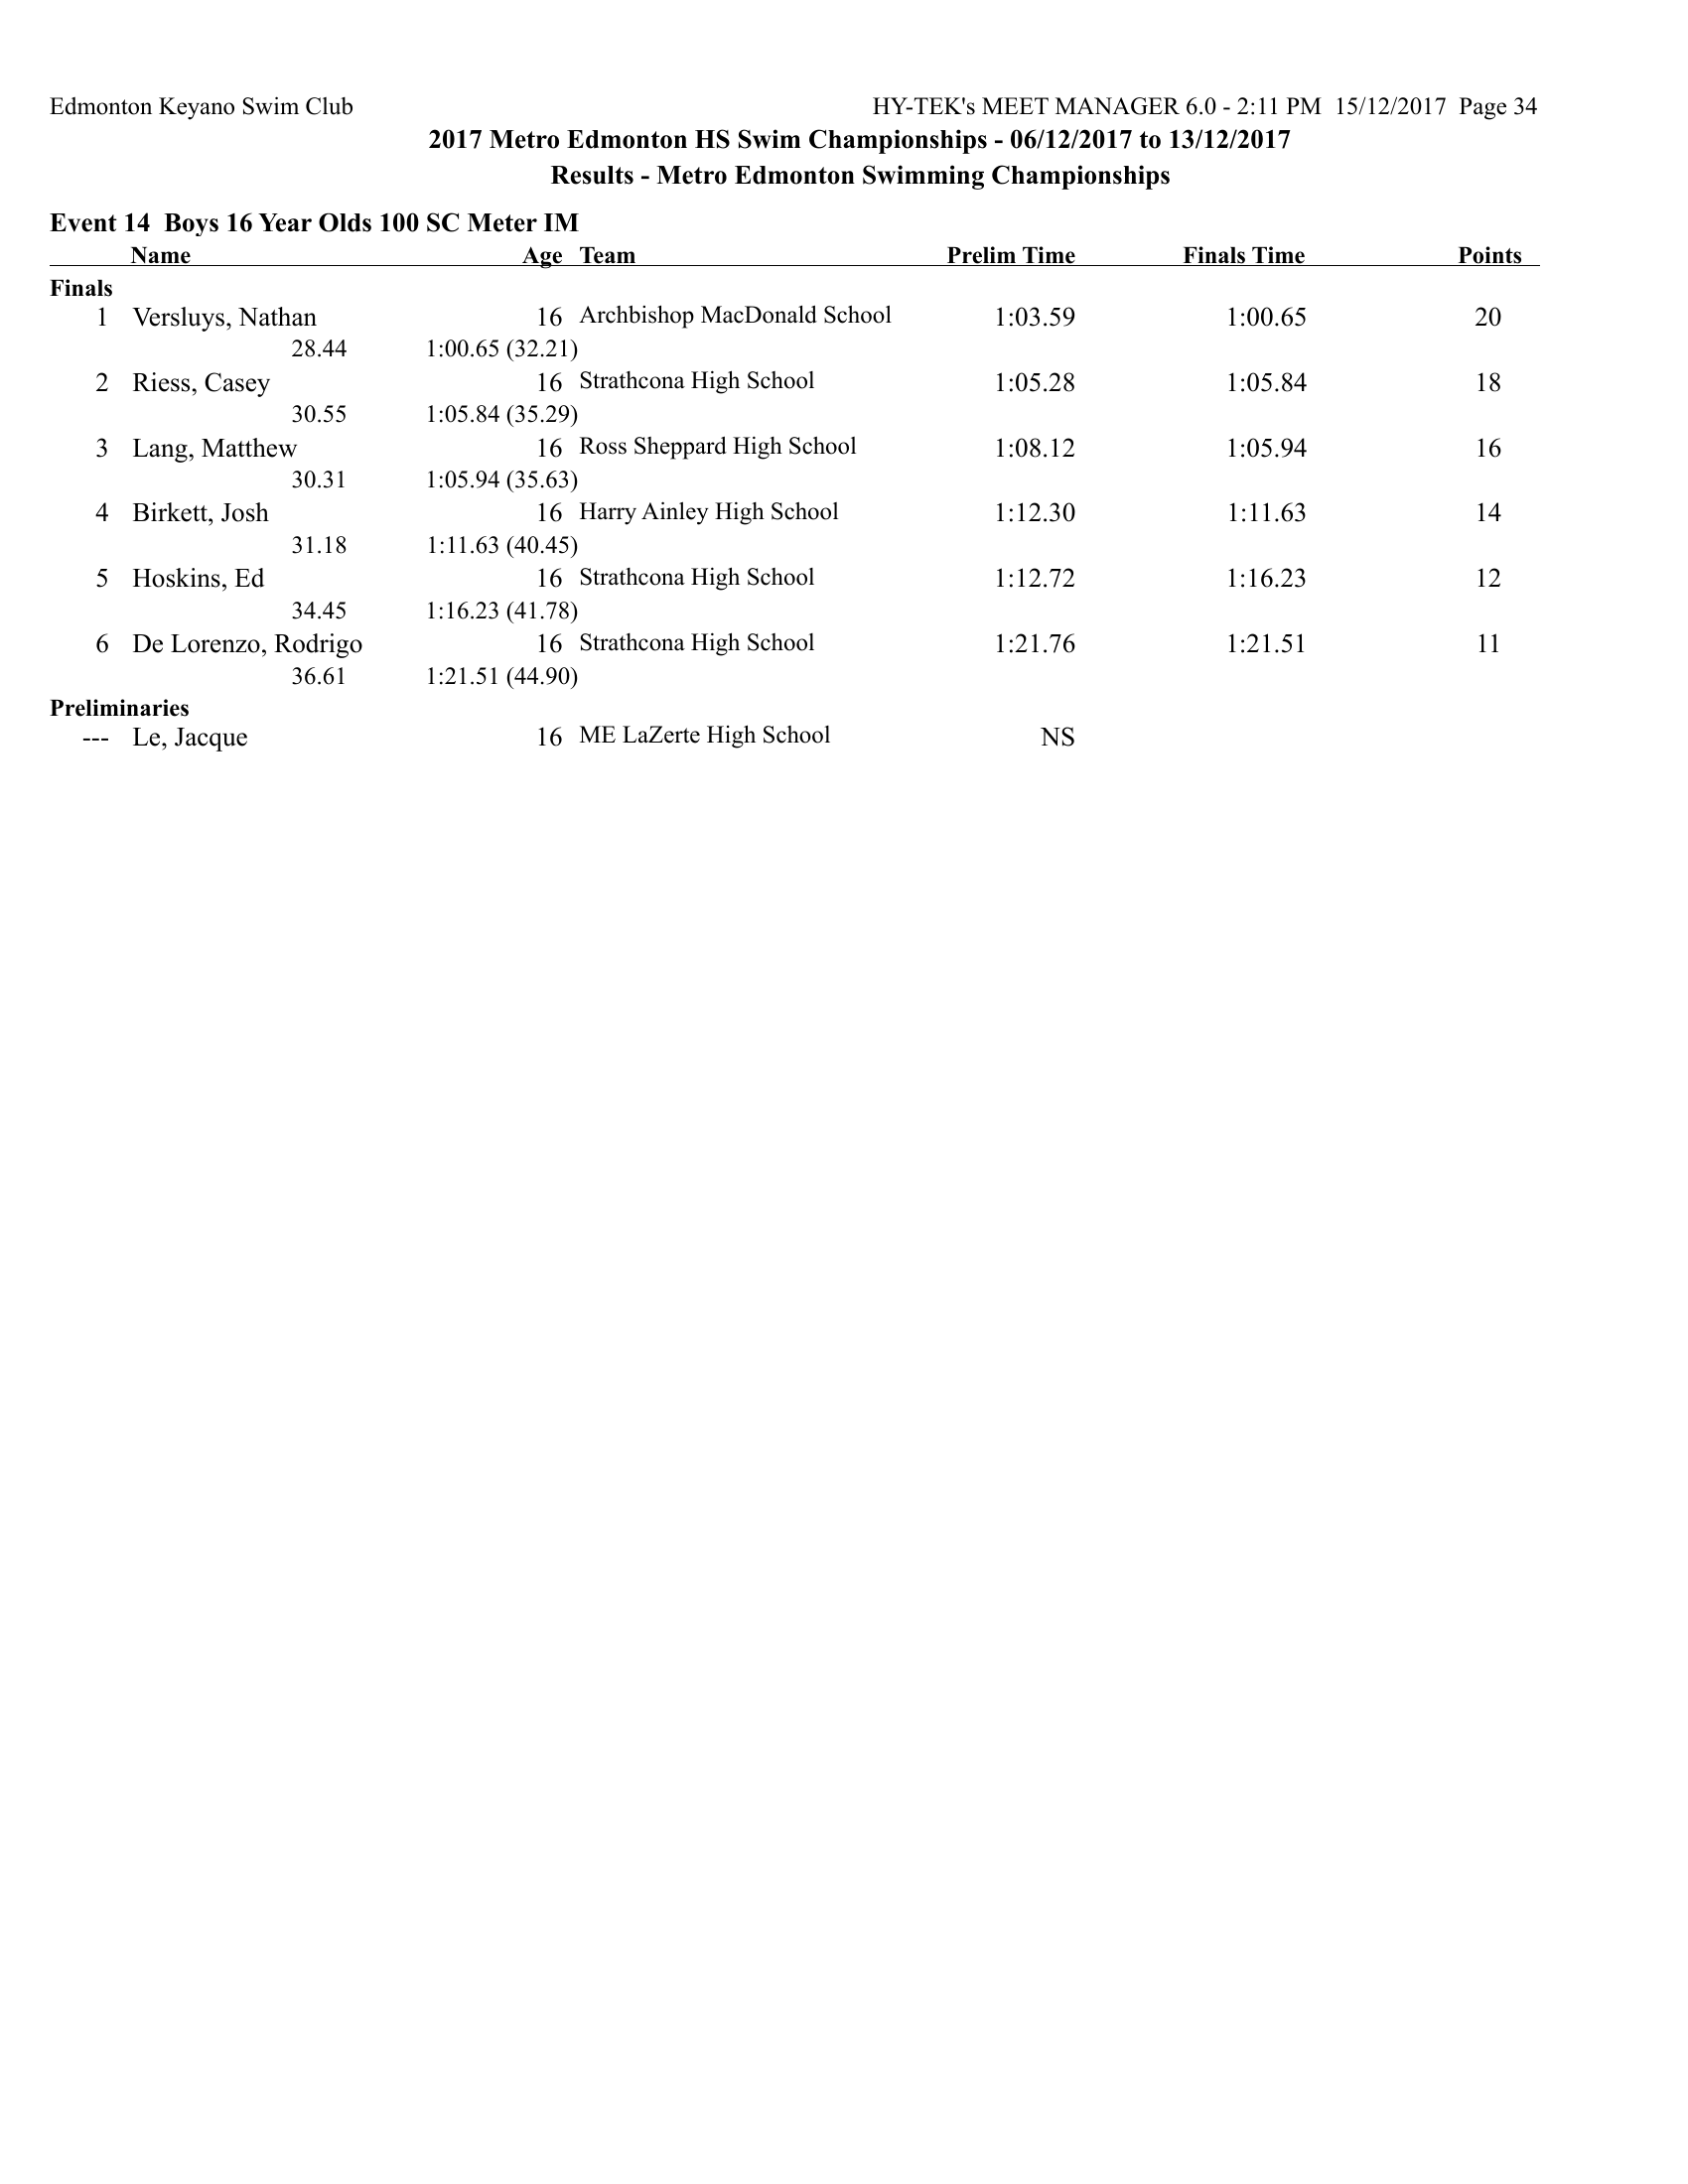 Edmonton Keyano Swim Club HY-TEK's MEET MANAGER 6.0 - 2:11 PM 15/12/2017 Page 34
2017 Metro Edmonton HS Swim Championships - 06/12/2017 to 13/12/2017
Results - Metro Edmonton Swimming Championships
Event 14 Boys 16 Year Olds 100 SC Meter IM
Name Age Team Prelim Time Finals Time Points
Finals
1 Versluys, Nathan 16 Archbishop MacDonald School 1:03.59 1:00.65 20
28.44 1:00.65 (32.21)
2 Riess, Casey 16 Strathcona High School 1:05.28 1:05.84 18
30.55 1:05.84 (35.29)
3 Lang, Matthew 16 Ross Sheppard High School 1:08.12 1:05.94 16
30.31 1:05.94 (35.63)
4 Birkett, Josh 16 Harry Ainley High School 1:12.30 1:11.63 14
31.18 1:11.63 (40.45)
5 Hoskins, Ed 16 Strathcona High School 1:12.72 1:16.23 12
34.45 1:16.23 (41.78)
6 De Lorenzo, Rodrigo 16 Strathcona High School 1:21.76 1:21.51 11
36.61 1:21.51 (44.90)
Preliminaries
--- Le, Jacque 16 ME LaZerte High School NS